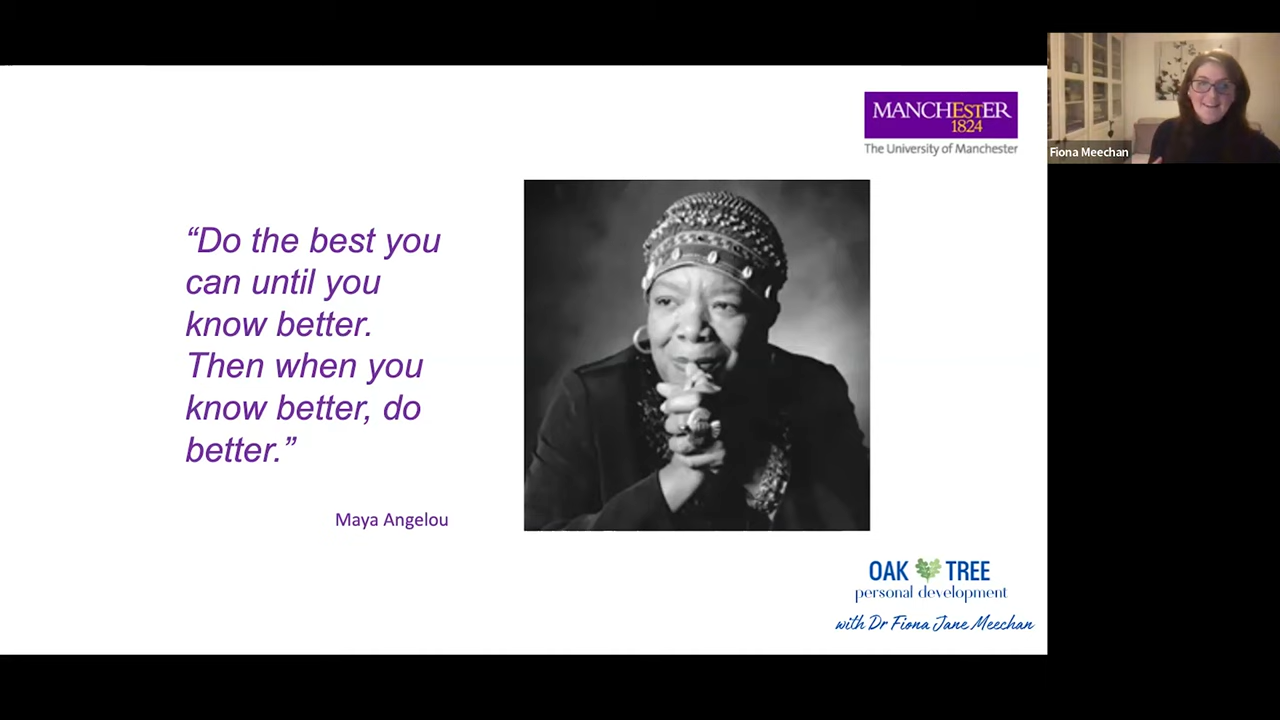 MANCHESTER
1824
The University of Manchester
Fiona Meechan
“Do the best you
can until you
know better.
Then when you
know better, do
better.”
Maya Angelou
OAK TREE
personal development
with Dr Fiona Jane Meechan